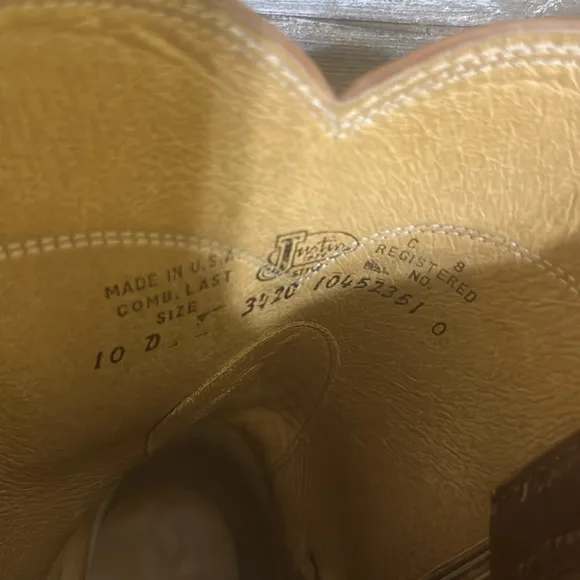 MADE IN U.S.A.
COMB. LAST
SIZE
10 D
Justin
3420 10452351 0
C 8
REGISTERED
NO.